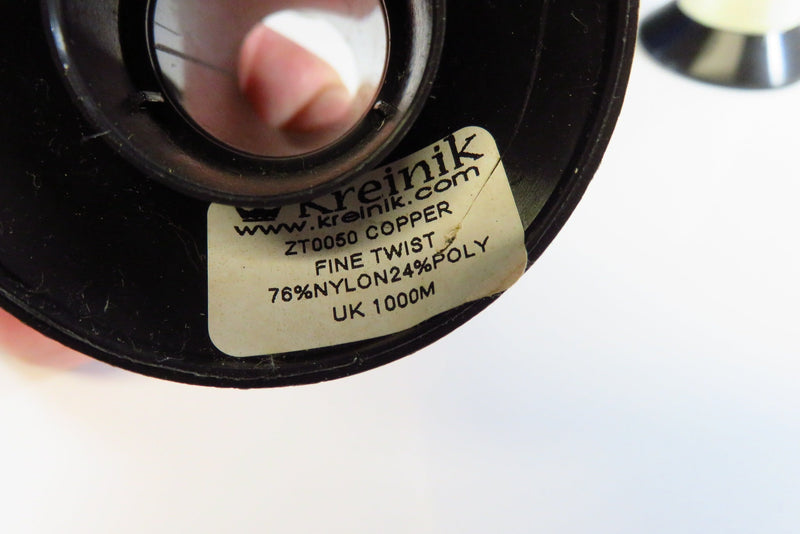 Kreinik
www.kreinik.com
ZT0050 COPPER
FINE TWIST
76%NYLON24%POLY
UK 1000M